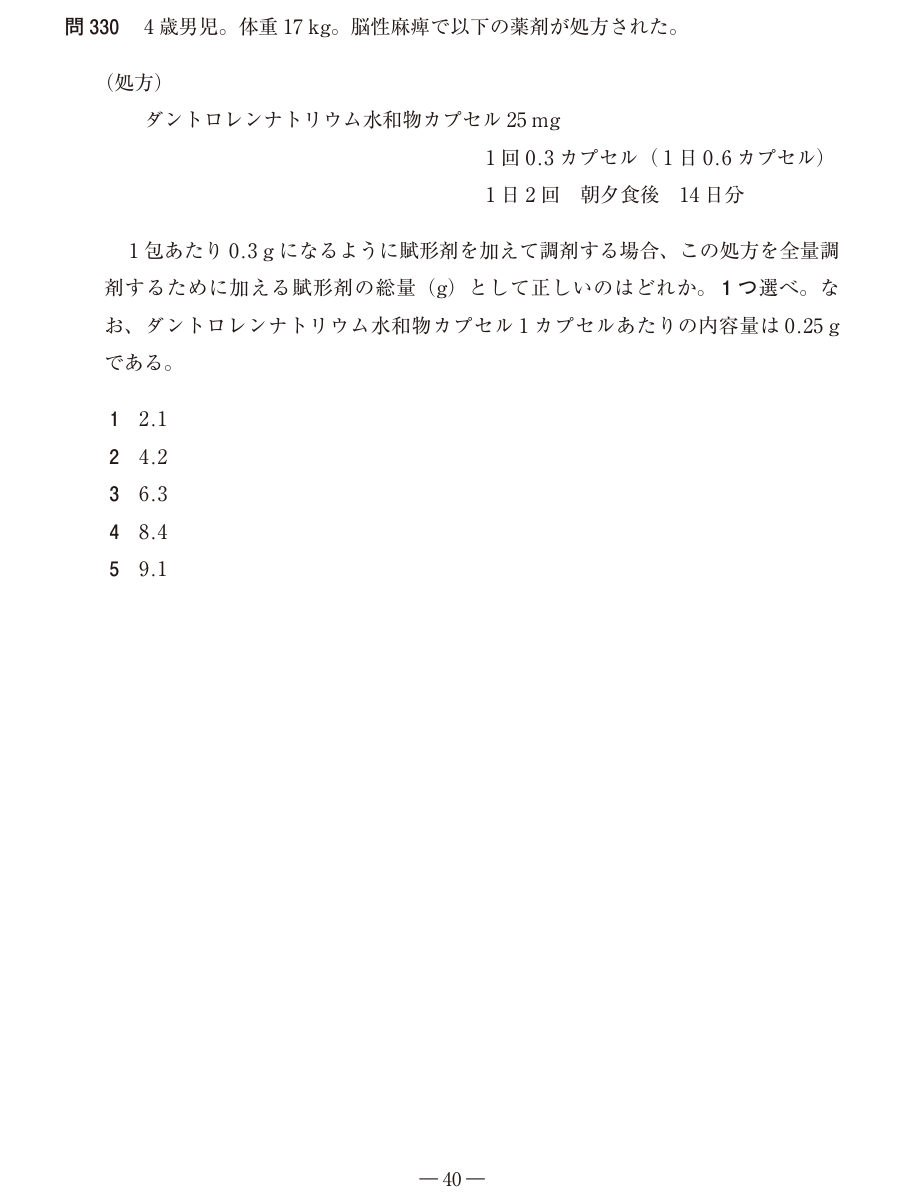 問 330 4 歳男児。体重 17 kg。脳性麻痺で以下の薬剤が処方された。
（処方）
ダントロレンナトリウム水和物カプセル 25 mg
1 回 0.3 カプセル（ 1 日 0.6 カプセル）
1 日 2 回 朝夕食後 14 日分
1 包あたり 0.3 g になるように賦形剤を加えて調剤する場合、この処方を全量調
剤するために加える賦形剤の総量（g）として正しいのはどれか。1 つ選べ。な
お、ダントロレンナトリウム水和物カプセル 1 カプセルあたりの内容量は 0.25 g
である。
1 2.1
2 4.2
3 6.3
4 8.4
5 9.1
— 40 —